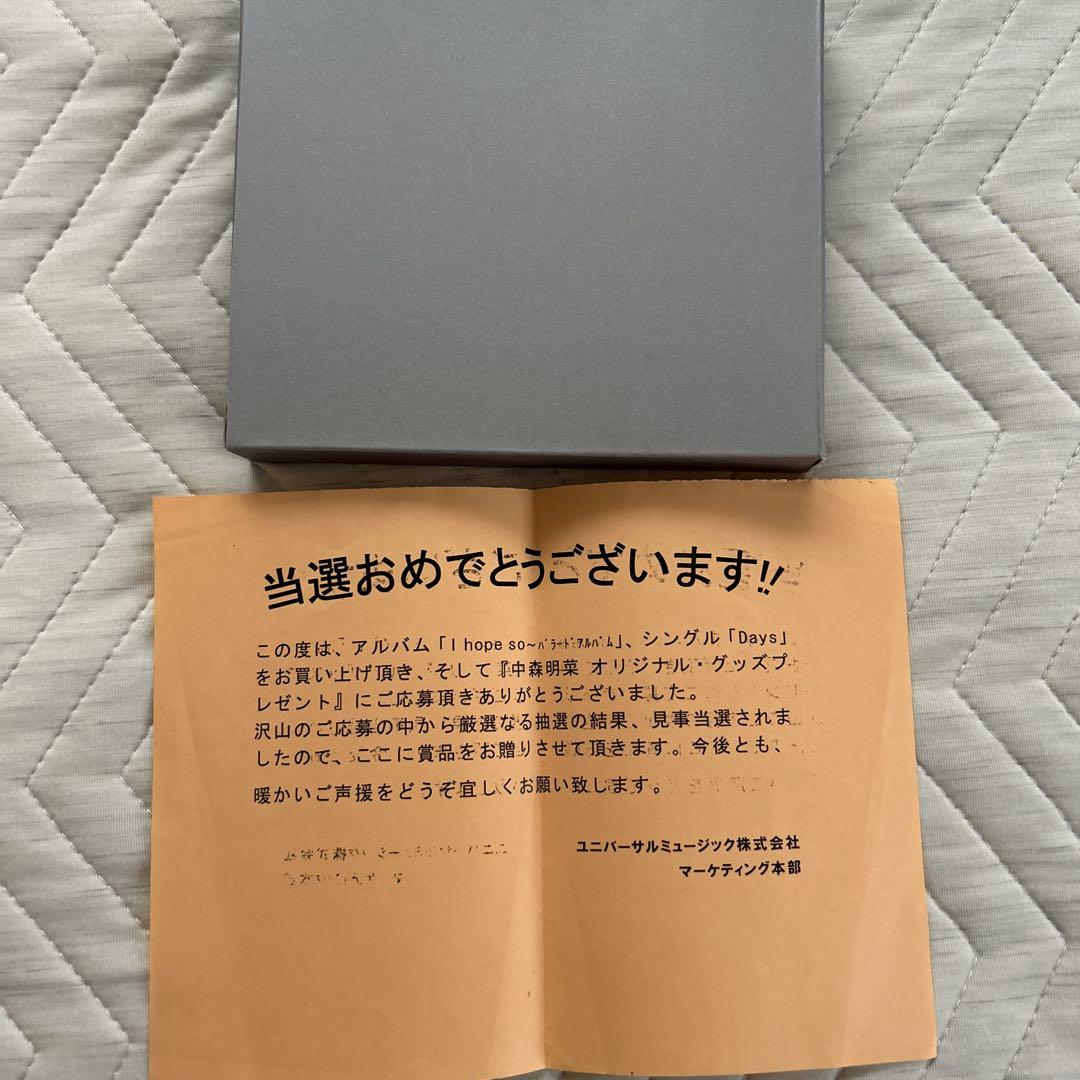 当選おめでとうございます!!
この度は、アルバム「I hope so~ﾊﾞﾗｰﾄﾞｱﾙﾊﾞﾑ」、シングル「Days」
をお買い上げ頂き、そして『中森明菜 オリジナル・グッズプ
レゼント』にご応募頂きありがとうございました。
沢山のご応募の中から厳選なる抽選の結果、見事当選されま
したので、ここに賞品をお贈りさせて頂きます。今後とも、
暖かいご声援をどうぞ宜しくお願い致します。
ユニバーサルミュージック株式会社
マーケティング本部